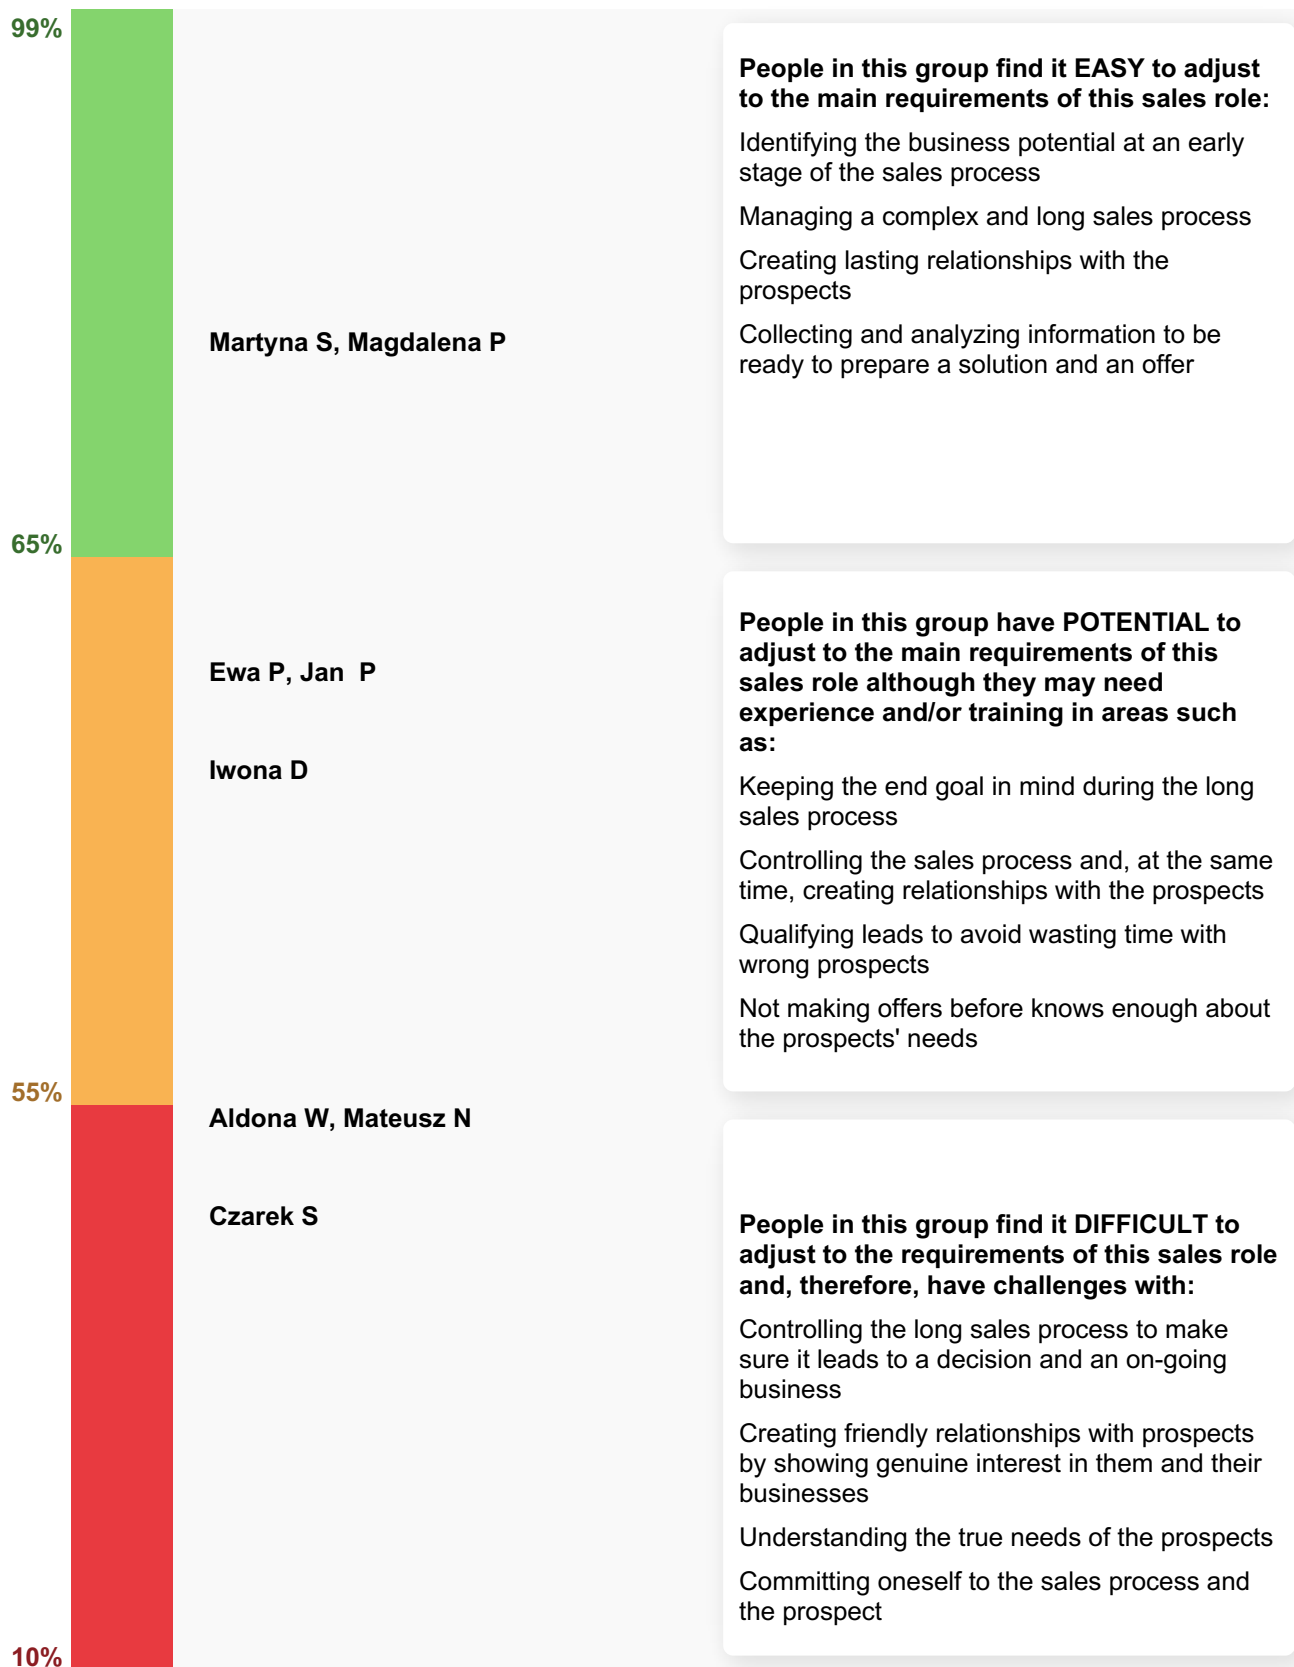 99%
People in this group find it EASY to adjust
to the main requirements of this sales role:
Identifying the business potential at an early
stage of the sales process
Managing a complex and long sales process
Creating lasting relationships with the
prospects
Martyna S, Magdalena P
Collecting and analyzing information to be
ready to prepare a solution and an offer
65%
People in this group have POTENTIAL to
adjust to the main requirements of this
sales role although they may need
experience and/or training in areas such
as:
Ewa P, Jan  P
Iwona D
Keeping the end goal in mind during the long
sales process
Controlling the sales process and, at the same
time, creating relationships with the prospects
Qualifying leads to avoid wasting time with
wrong prospects
Not making offers before knows enough about
the prospects' needs
55%
Aldona W, Mateusz N
Czarek S
People in this group find it DIFFICULT to
adjust to the requirements of this sales role
and, therefore, have challenges with:
Controlling the long sales process to make
sure it leads to a decision and an on-going
business
Creating friendly relationships with prospects
by showing genuine interest in them and their
businesses
Understanding the true needs of the prospects
Committing oneself to the sales process and
the prospect
10%